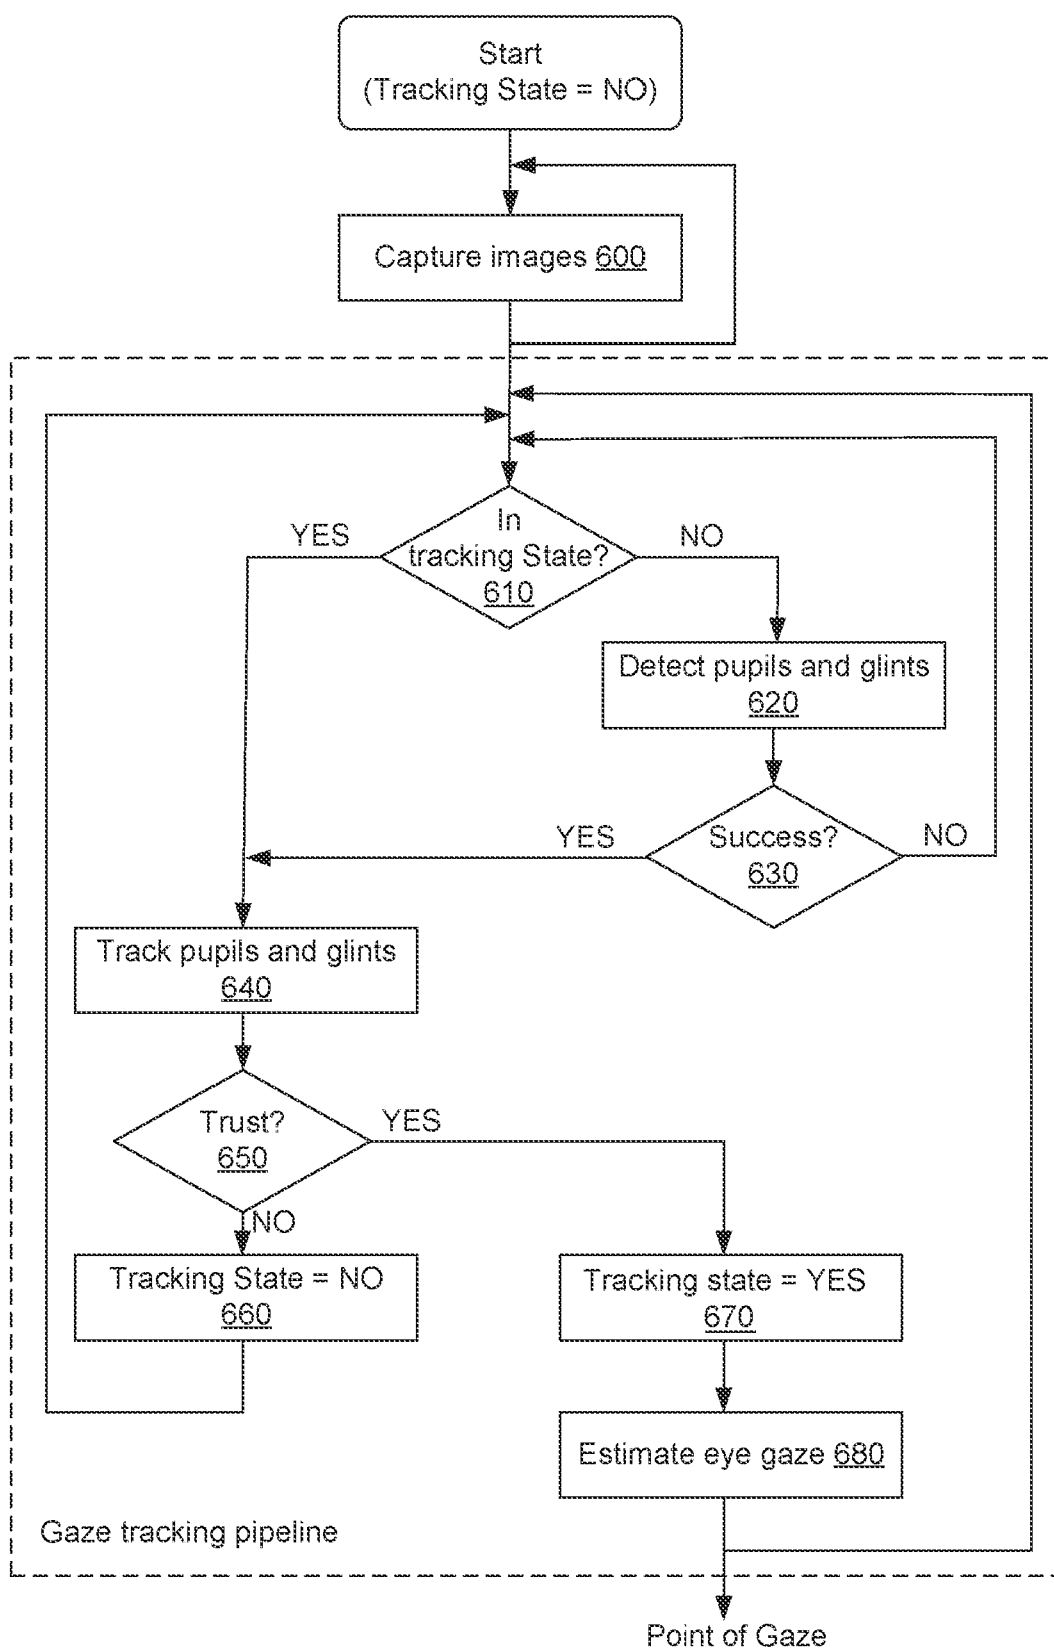 Start
(Tracking State = NO)
Capture images 600
In
tracking State?
610
YES
NO
Detect pupils and glints
620
Success?
630
YES
NO
Track pupils and glints
640
Trust?
650
YES
NO
Tracking State = NO
660
Tracking state = YES
670
Estimate eye gaze 680
Gaze tracking pipeline
Point of Gaze